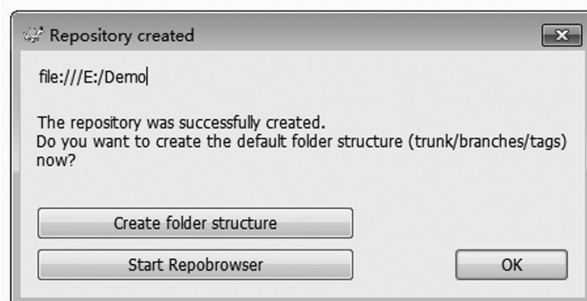 Repository created
file:///E:/Demo
The repository was successfully created.
Do you want to create the default folder structure (trunk/branches/tags)
now?
Create folder structure
Start Repobrowser
OK